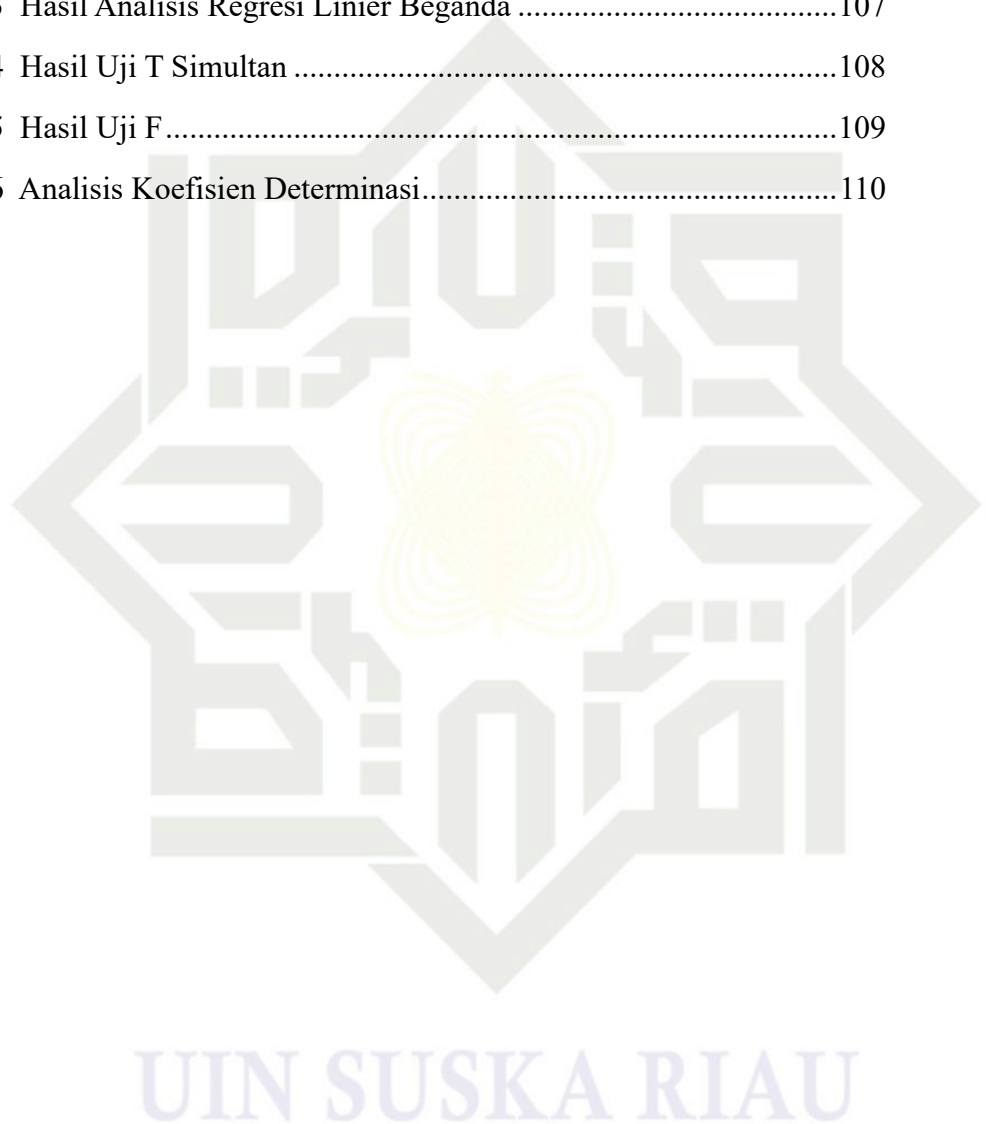 Hasil Analisis Regresi Linier Beganda ......................................107
Hasil Uji T Simultan .................................................................108
Hasil Uji F.................................................................................109
Analisis Koefisien Determinasi..................................................110
UIN SUSKA RIAU